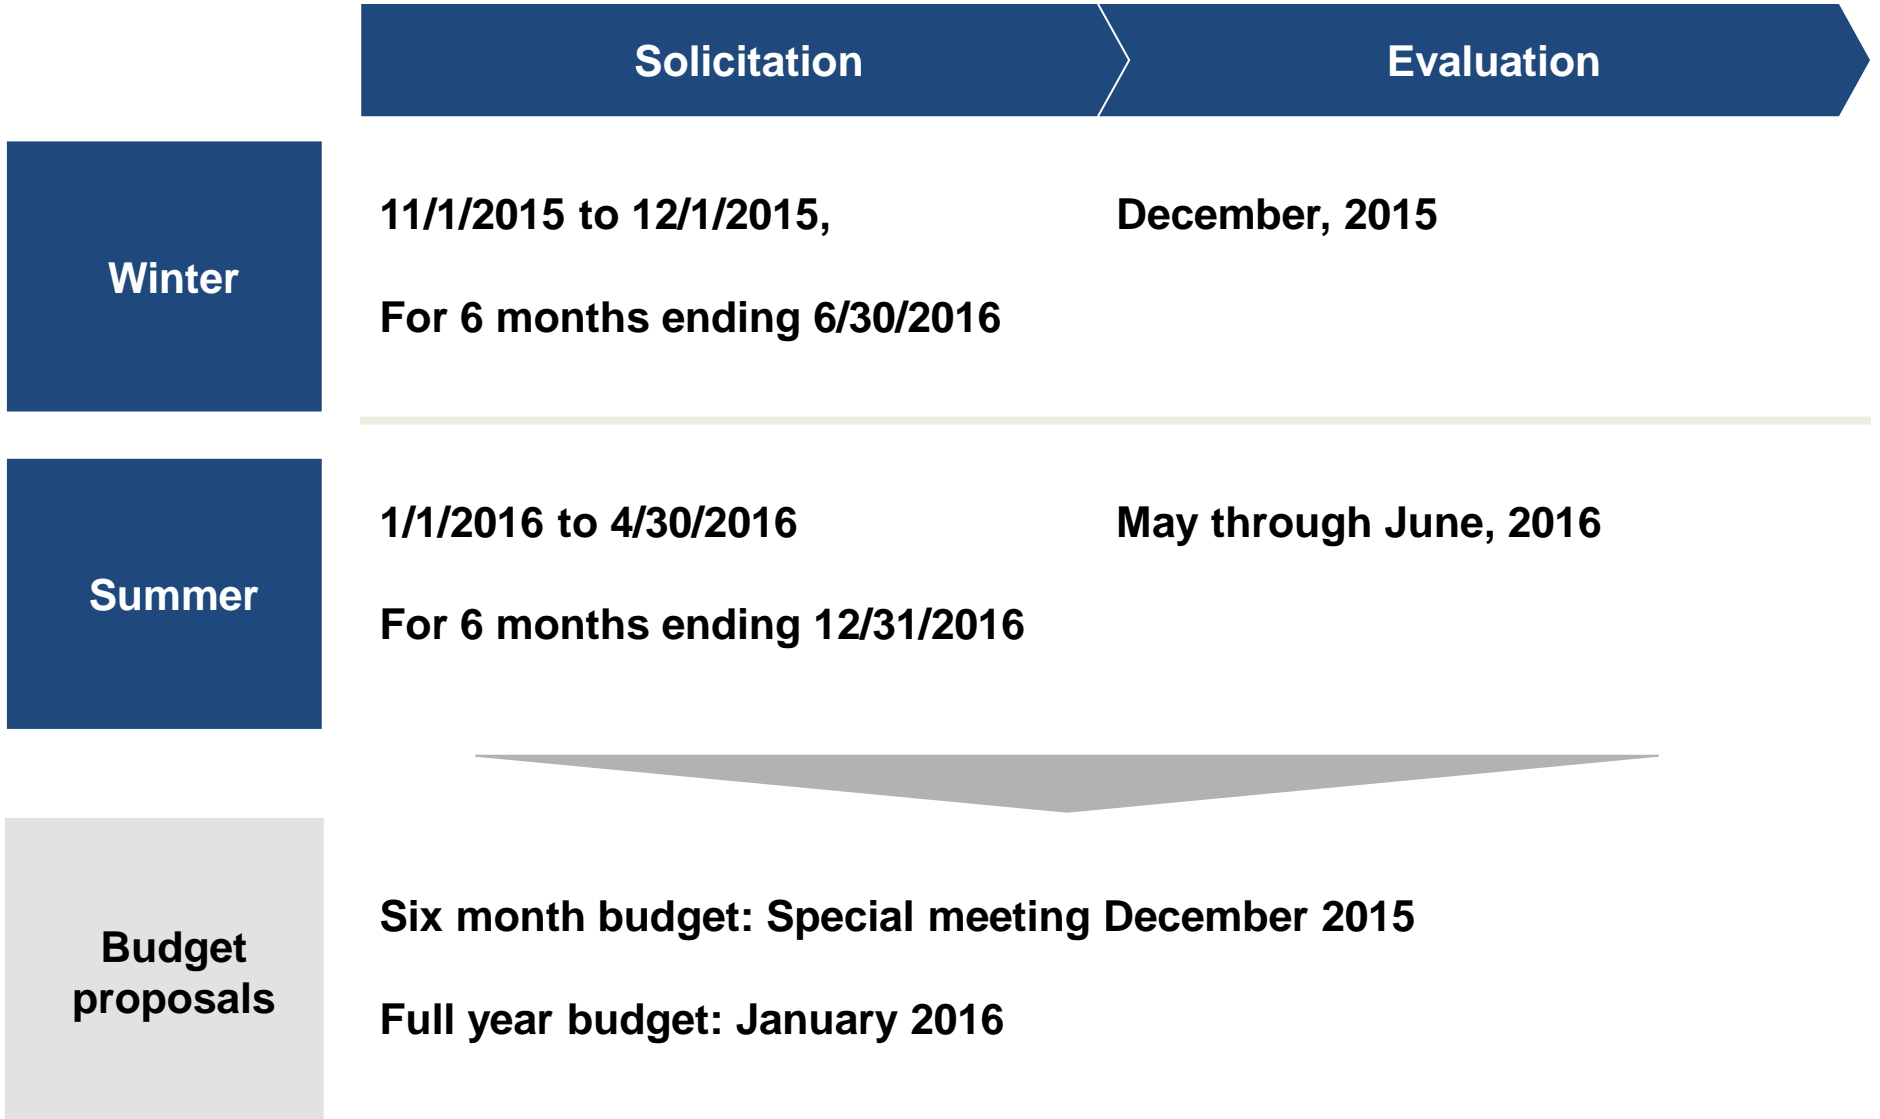 Solicitation
Evaluation
Winter
11/1/2015 to 12/1/2015,
December, 2015
For 6 months ending 6/30/2016
Summer
1/1/2016 to 4/30/2016
May through June, 2016
For 6 months ending 12/31/2016
Budget
proposals
Six month budget: Special meeting December 2015
Full year budget: January 2016